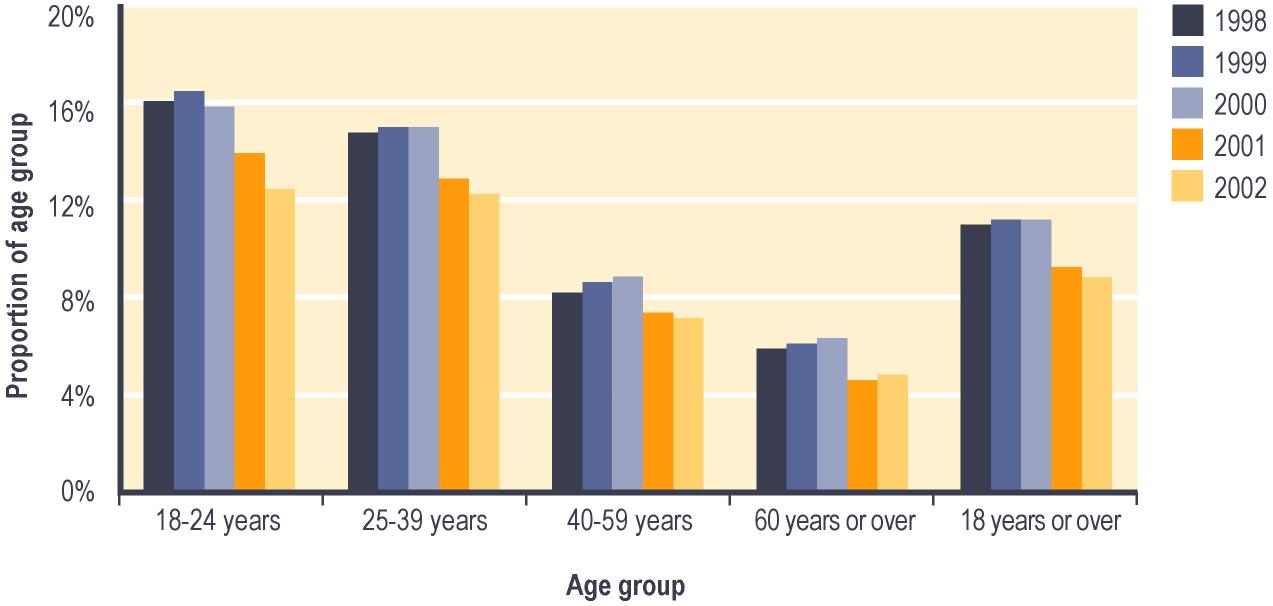 20%
16%
12%
8%
4%
0%
Proportion of age group
18-24 years
25-39 years
40-59 years
60 years or over
18 years or over
Age group
1998
1999
2000
2001
2002